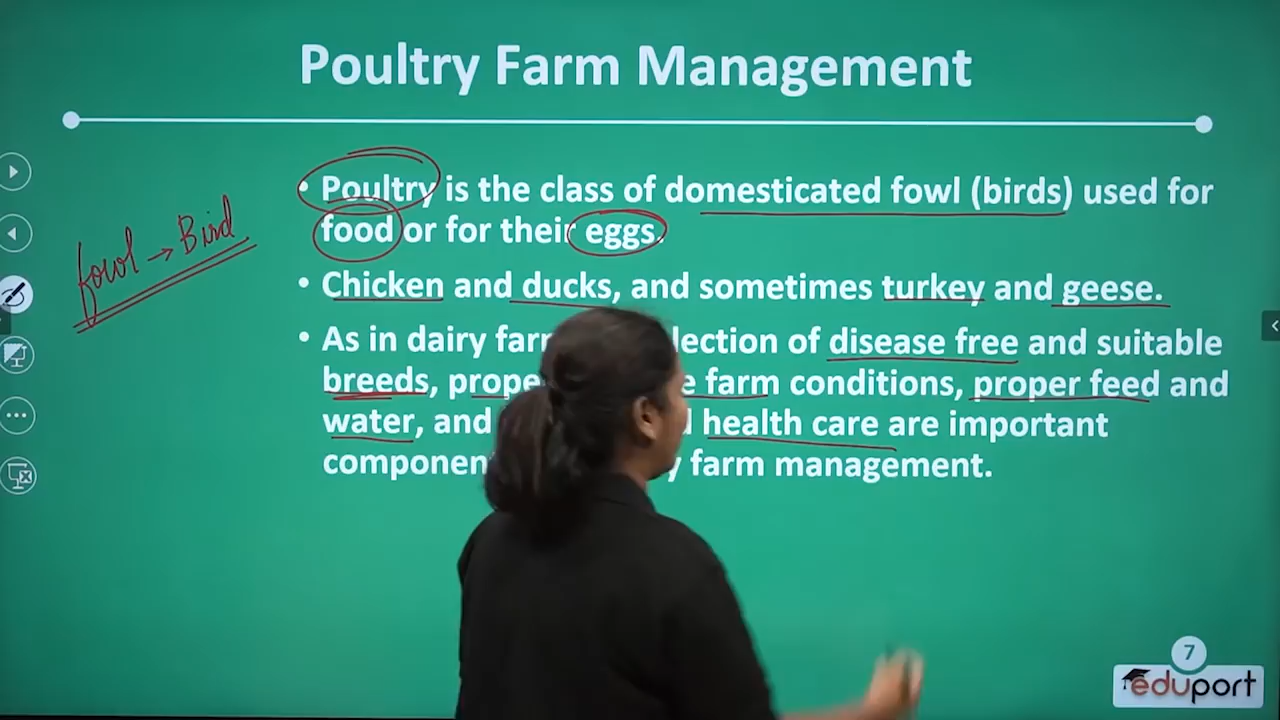 Poultry Farm Management
• Poultry is the class of domesticated fowl (birds) used for
food or for their eggs.
fowl → Bird
• Chicken and ducks, and sometimes turkey and geese.
• As in dairy farm lection of disease free and suitable
breeds, prope e farm conditions, proper feed and
water, and health care are important
componen y farm management.
7
eduport